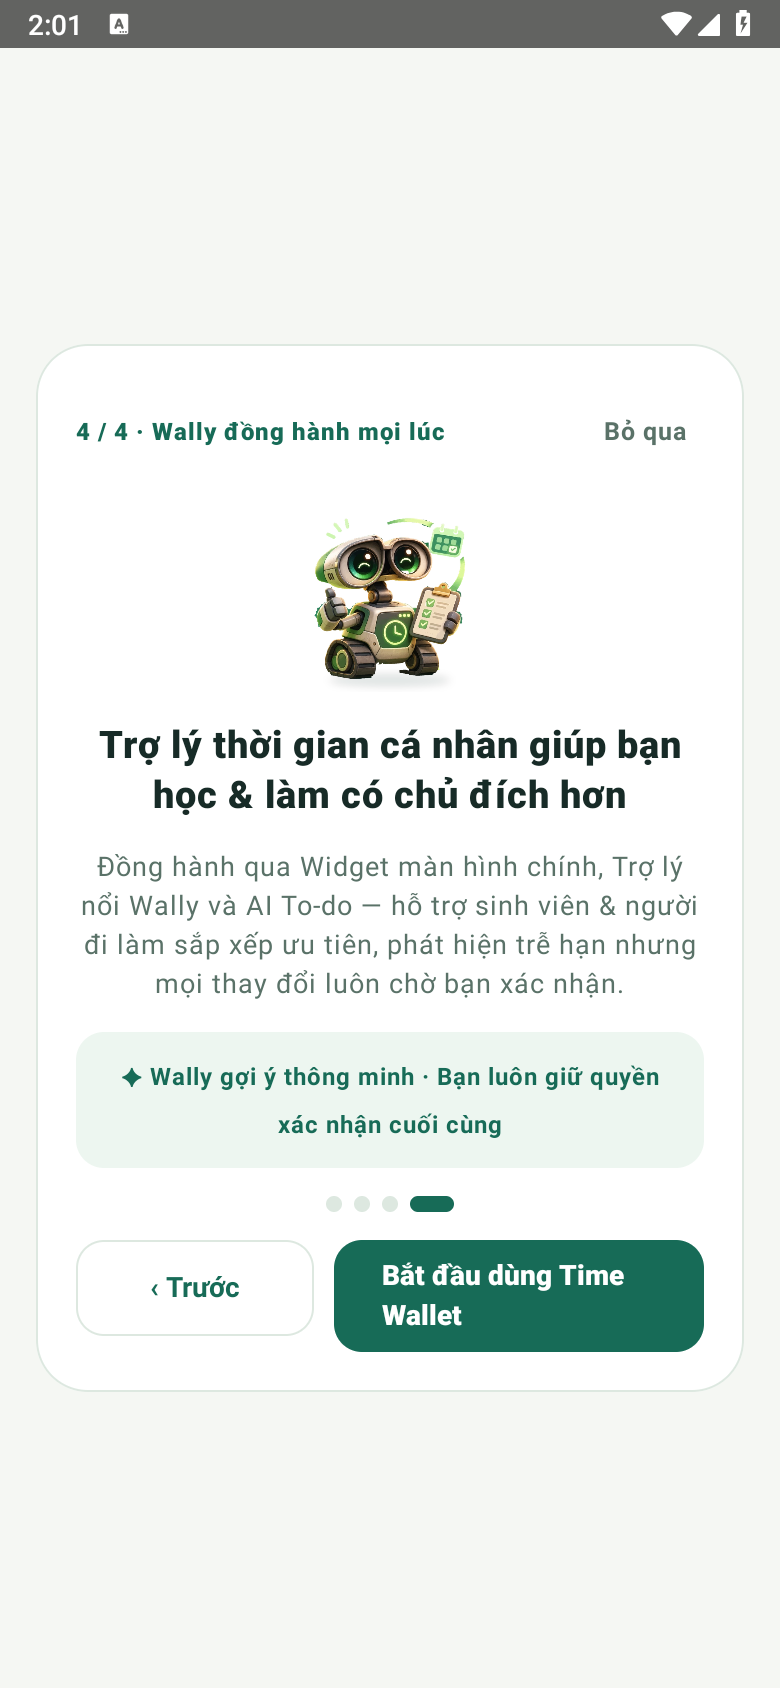 2:01
4 / 4 · Wally đồng hành mọi lúc
Bỏ qua
Trợ lý thời gian cá nhân giúp bạn
học & làm có chủ đích hơn
Đồng hành qua Widget màn hình chính, Trợ lý
nổi Wally và AI To-do — hỗ trợ sinh viên & người
đi làm sắp xếp ưu tiên, phát hiện trễ hạn nhưng
mọi thay đổi luôn chờ bạn xác nhận.
✦ Wally gợi ý thông minh · Bạn luôn giữ quyền
xác nhận cuối cùng
‹ Trước
Bắt đầu dùng Time
Wallet